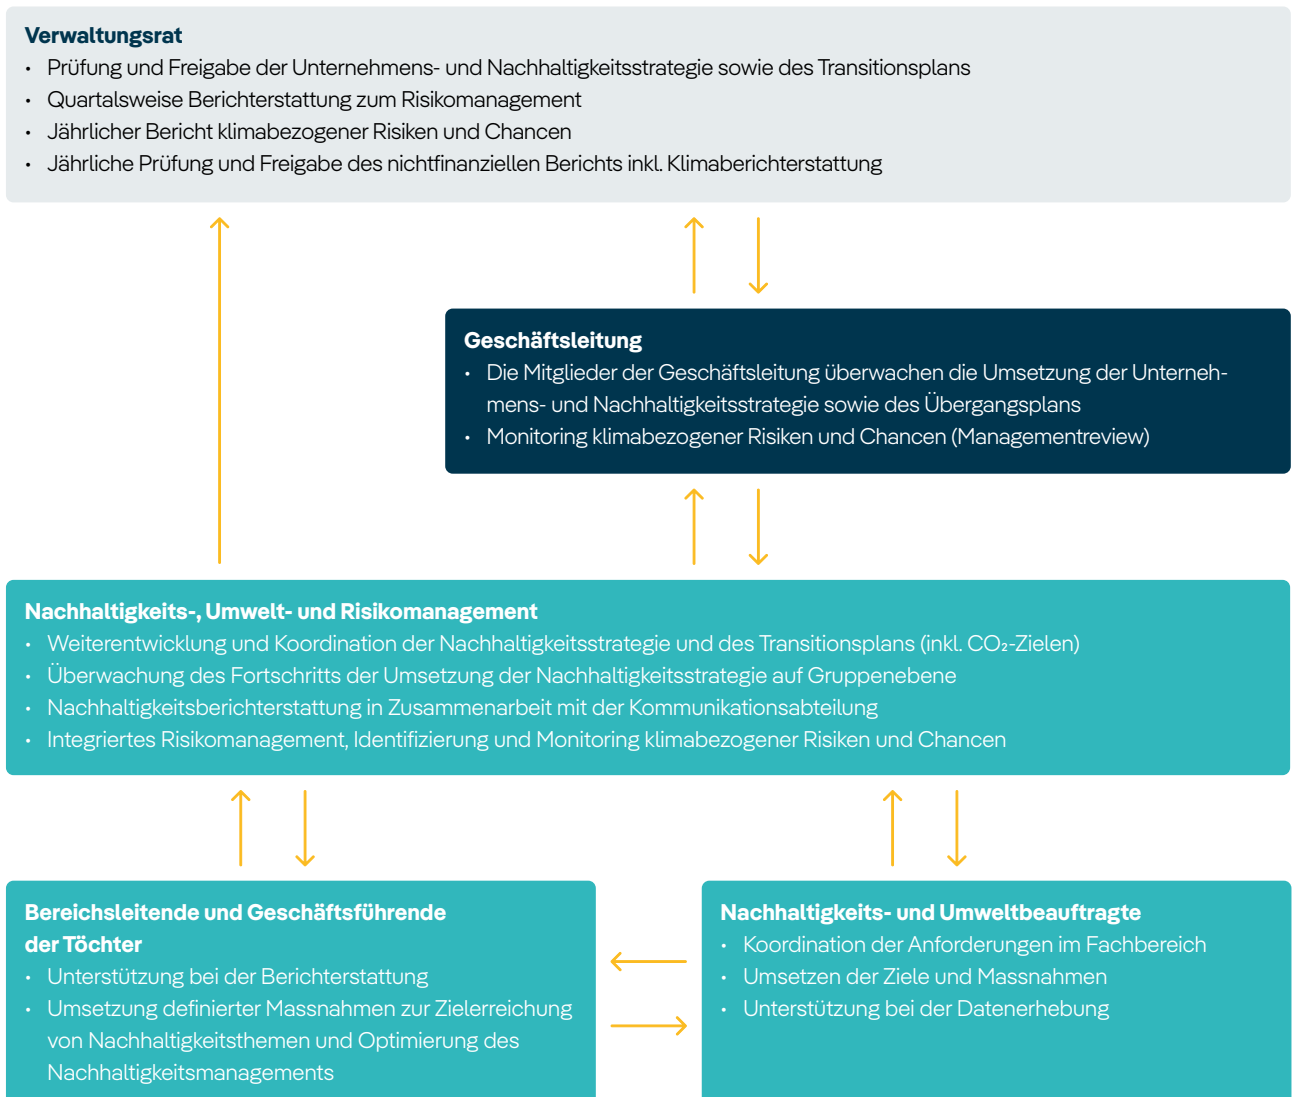 Verwaltungsrat
• Prüfung und Freigabe der Unternehmens- und Nachhaltigkeitsstrategie sowie des Transitionsplans
• Quartalsweise Berichterstattung zum Risikomanagement
• Jährlicher Bericht klimabezogener Risiken und Chancen
• Jährliche Prüfung und Freigabe des nichtfinanziellen Berichts inkl. Klimaberichterstattung
Geschäftsleitung
• Die Mitglieder der Geschäftsleitung überwachen die Umsetzung der Unterneh-
mens- und Nachhaltigkeitsstrategie sowie des Übergangsplans
• Monitoring klimabezogener Risiken und Chancen (Managementreview)
Nachhaltigkeits-, Umwelt- und Risikomanagement
• Weiterentwicklung und Koordination der Nachhaltigkeitsstrategie und des Transitionsplans (inkl. CO₂-Zielen)
• Überwachung des Fortschritts der Umsetzung der Nachhaltigkeitsstrategie auf Gruppenebene
• Nachhaltigkeitsberichterstattung in Zusammenarbeit mit der Kommunikationsabteilung
• Integriertes Risikomanagement, Identifizierung und Monitoring klimabezogener Risiken und Chancen
Bereichsleitende und Geschäftsführende
der Töchter
• Unterstützung bei der Berichterstattung
• Umsetzung definierter Massnahmen zur Zielerreichung
von Nachhaltigkeitsthemen und Optimierung des
Nachhaltigkeitsmanagements
Nachhaltigkeits- und Umweltbeauftragte
• Koordination der Anforderungen im Fachbereich
• Umsetzen der Ziele und Massnahmen
• Unterstützung bei der Datenerhebung